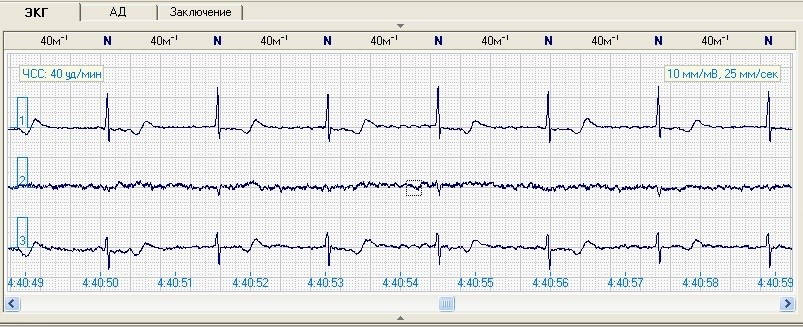 ЭКГ АД Заключение
40м⁻¹ N 40м⁻¹ N 40м⁻¹ N 40м⁻¹ N 40м⁻¹ N 40м⁻¹ N 40м⁻¹ N
ЧСС: 40 уд/мин 10 мм/мВ, 25 мм/сек
1
2
3
4:40:49 4:40:50 4:40:51 4:40:52 4:40:53 4:40:54 4:40:55 4:40:56 4:40:57 4:40:58 4:40:59